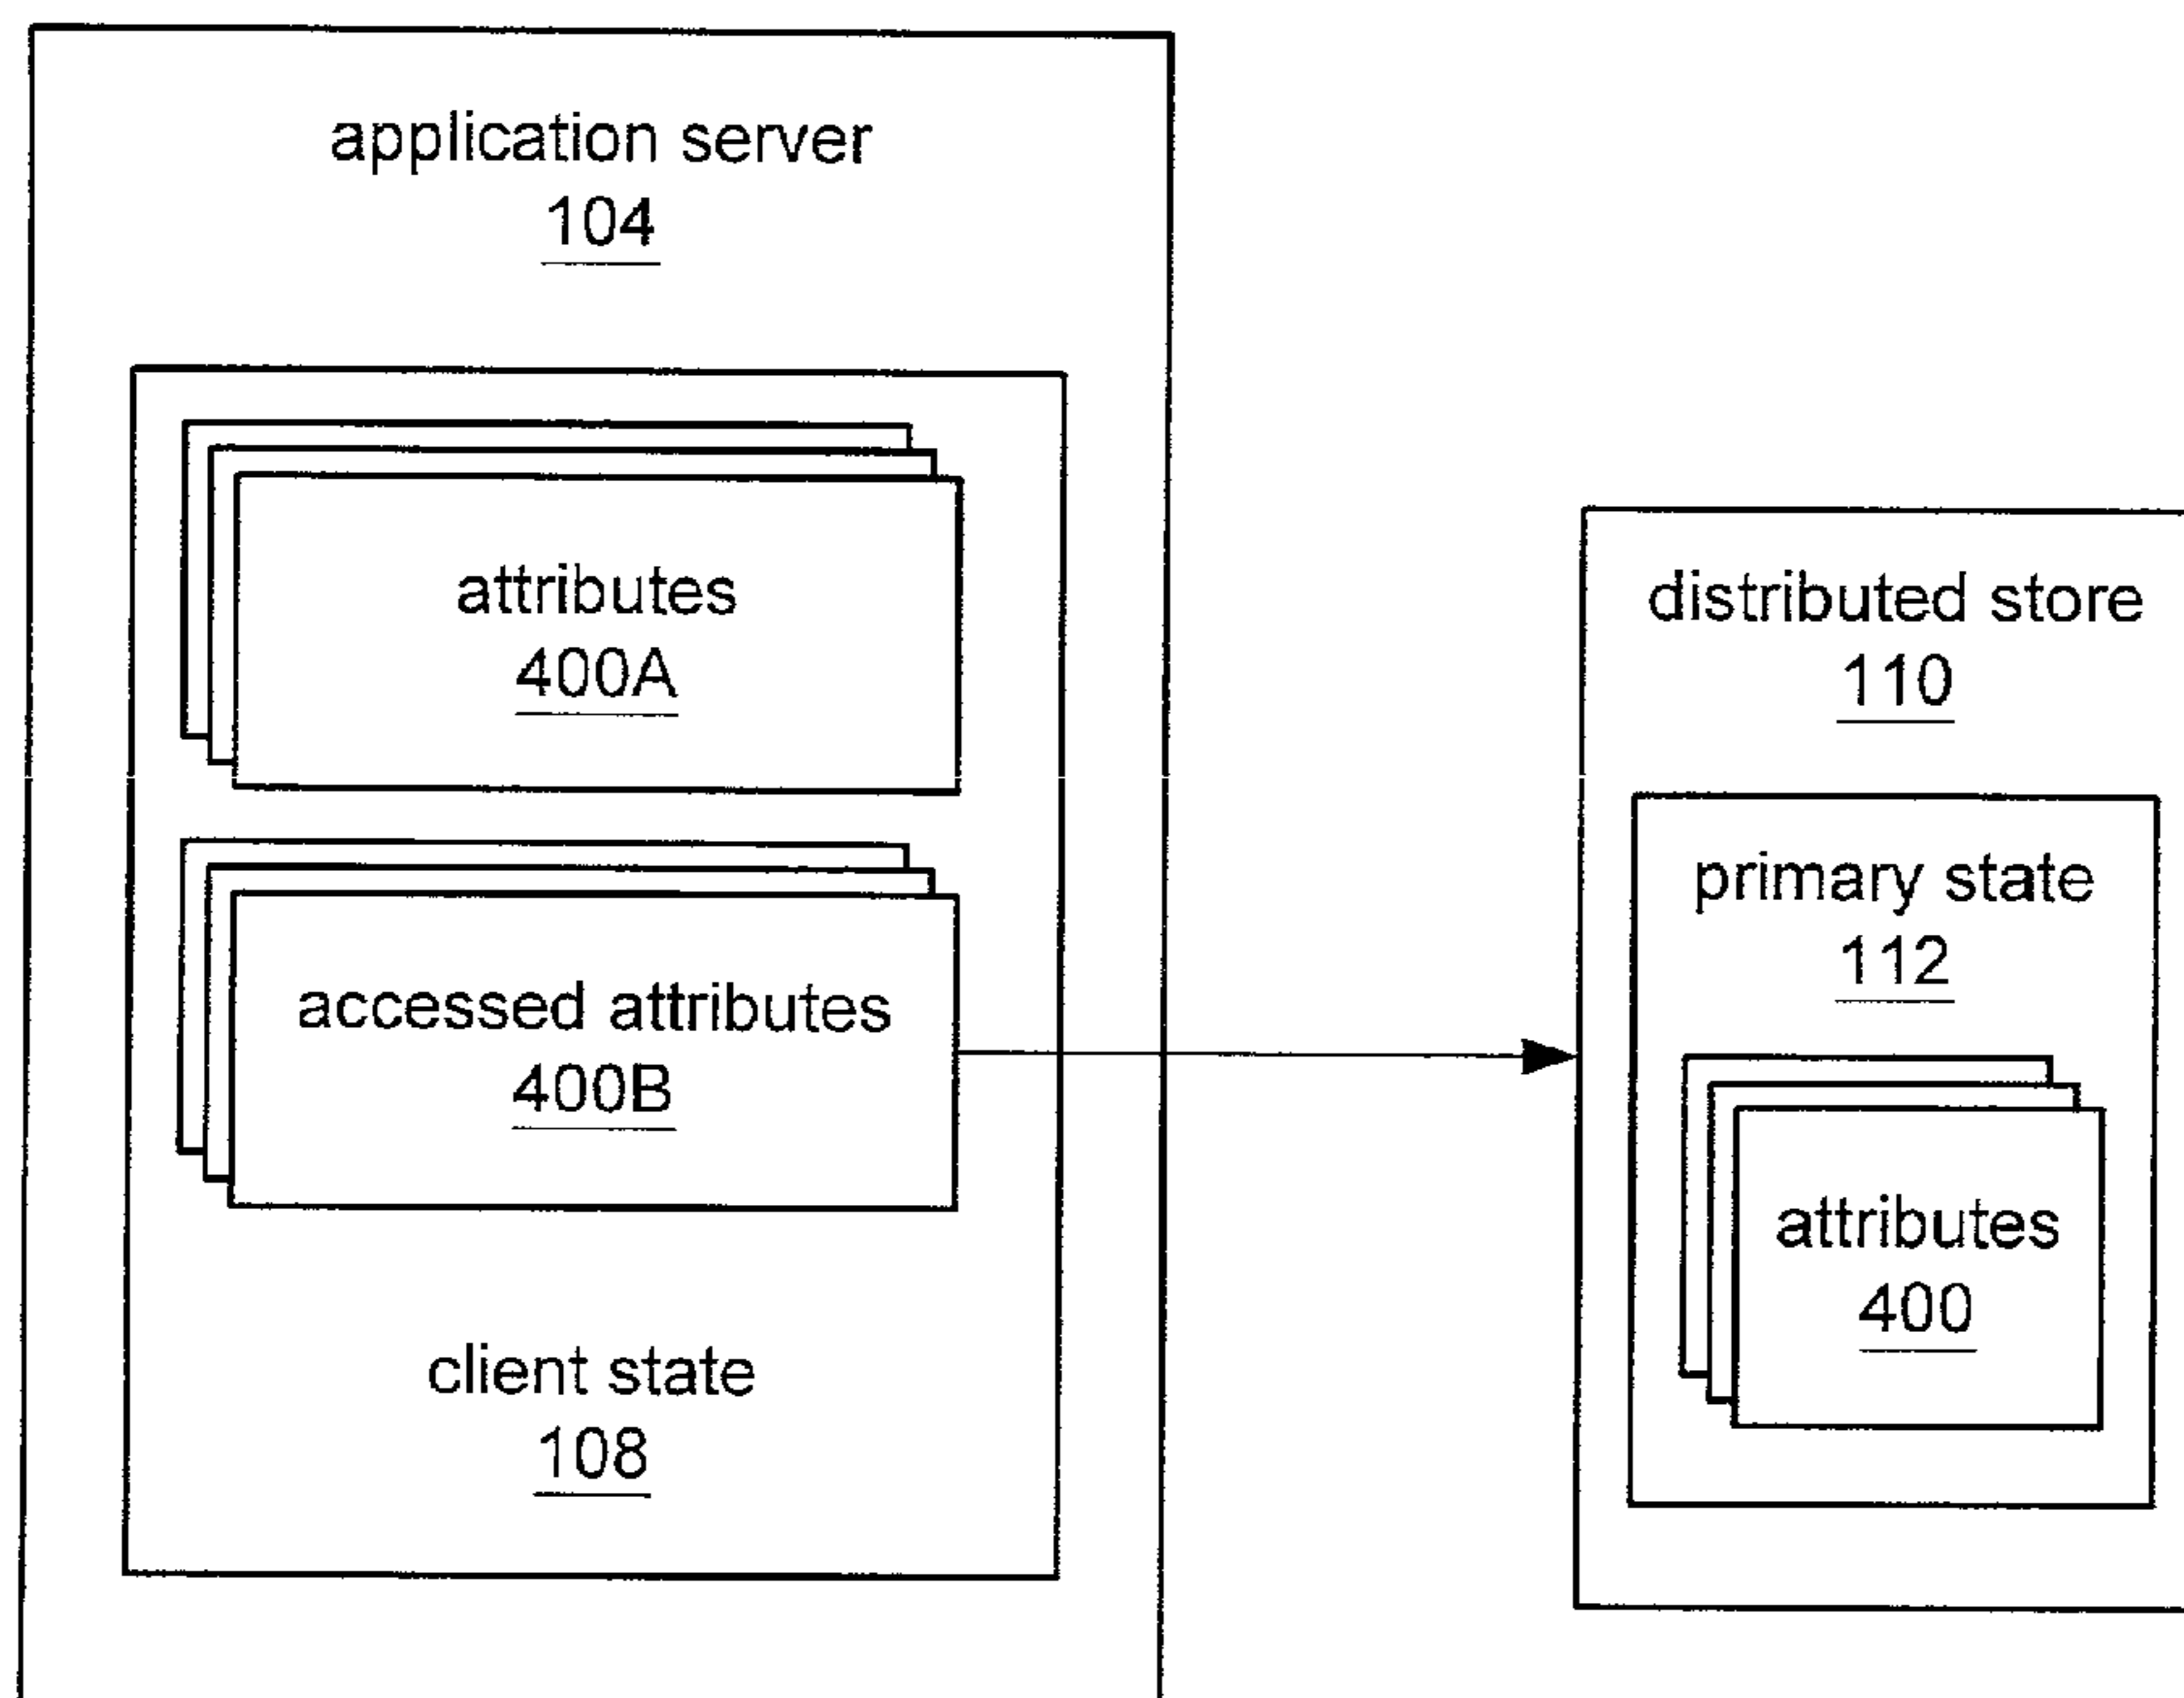 application server
104
attributes
400A
accessed attributes
400B
client state
108
distributed store
110
primary state
112
attributes
400